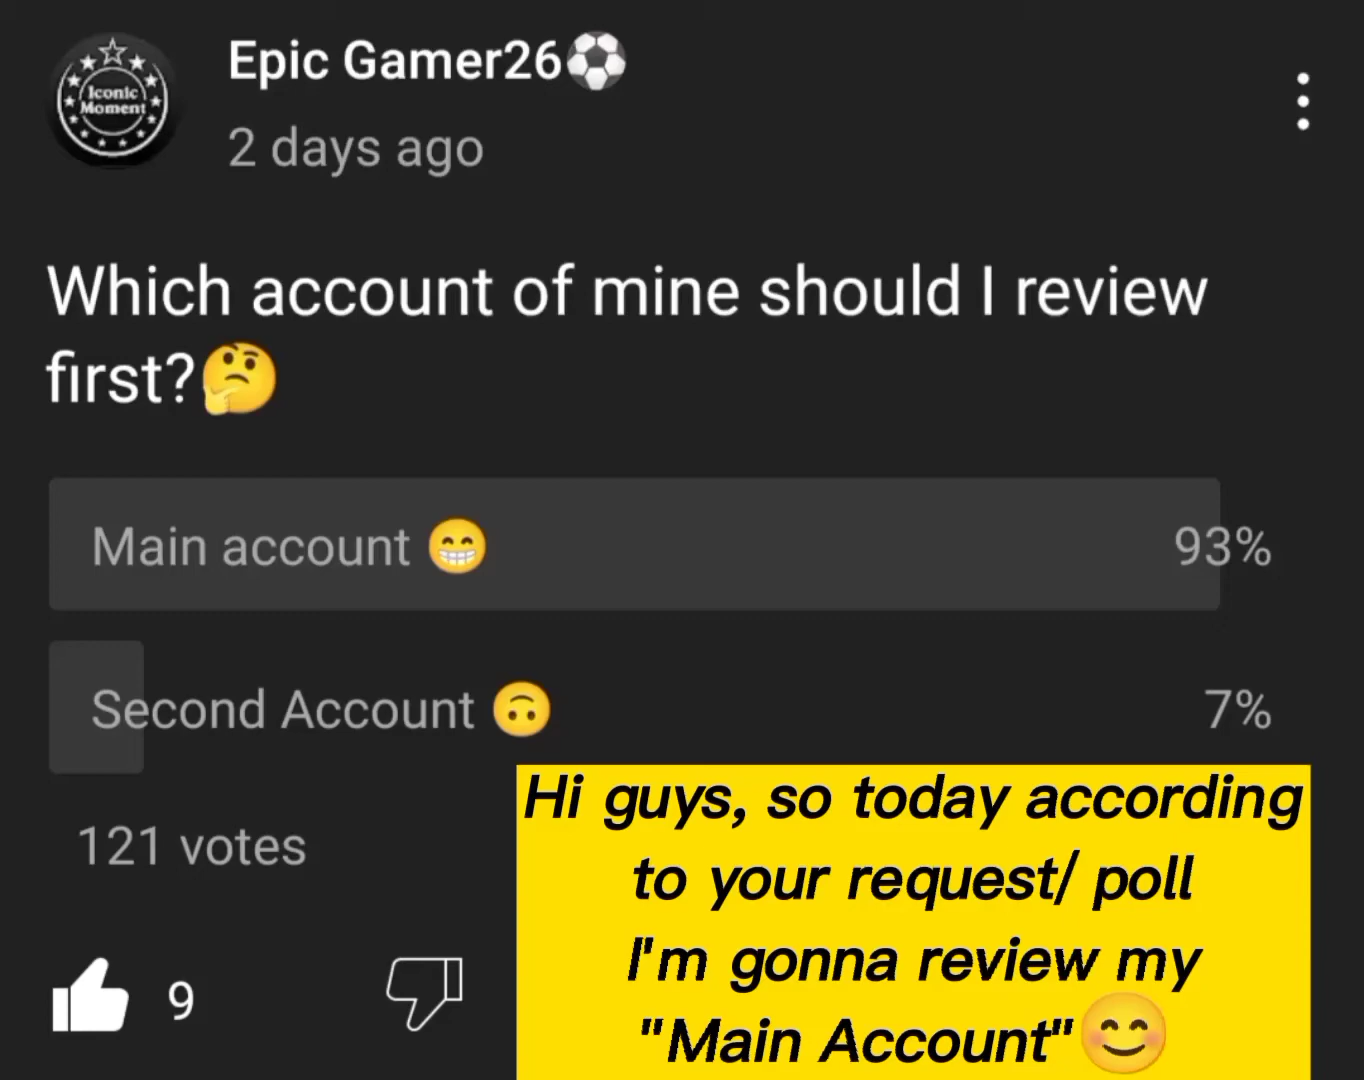 Iconic
Moment
Epic Gamer26⚽
2 days ago
Which account of mine should I review
first?🤔
Main account 😁 93%
Second Account 🙃 7%
121 votes
9
Hi guys, so today according
to your request/ poll
I'm gonna review my
"Main Account"😊